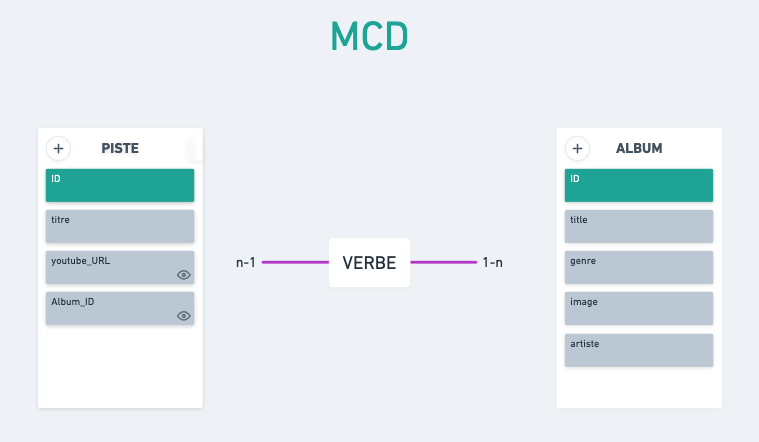 MCD
PISTE
ID
titre
youtube_URL
Album_ID
n-1
VERBE
1-n
ALBUM
ID
title
genre
image
artiste